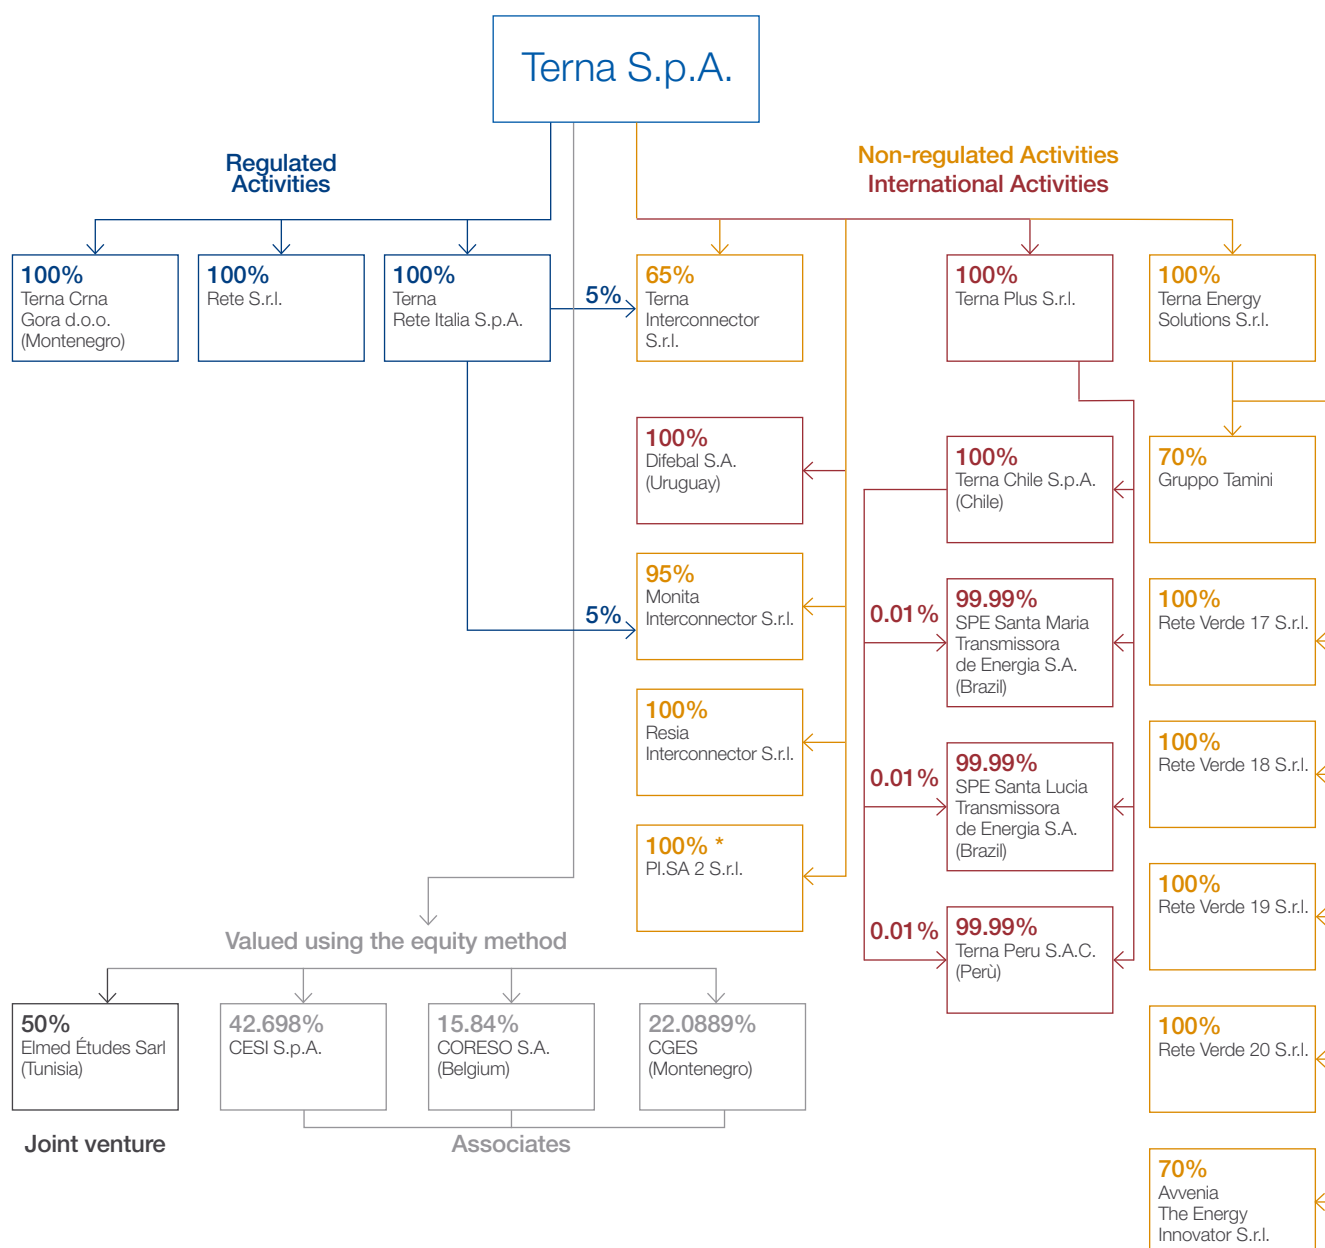 Terna S.p.A.
Regulated
Activities
Non-regulated Activities
International Activities
100%
Terna Crna
Gora d.o.o.
(Montenegro)
100%
Rete S.r.l.
100%
Terna
Rete Italia S.p.A.
5%
65%
Terna
Interconnector
S.r.l.
100%
Terna Plus S.r.l.
100%
Terna Energy
Solutions S.r.l.
100%
Difebal S.A.
(Uruguay)
100%
Terna Chile S.p.A.
(Chile)
70%
Gruppo Tamini
5%
95%
Monita
Interconnector S.r.l.
0.01%
99.99%
SPE Santa Maria
Transmissora
de Energia S.A.
(Brazil)
100%
Rete Verde 17 S.r.l.
100%
Resia
Interconnector S.r.l.
0.01%
99.99%
SPE Santa Lucia
Transmissora
de Energia S.A.
(Brazil)
100%
Rete Verde 18 S.r.l.
100% *
PI.SA 2 S.r.l.
0.01%
99.99%
Terna Peru S.A.C.
(Perù)
100%
Rete Verde 19 S.r.l.
Valued using the equity method
50%
Elmed Études Sarl
(Tunisia)
42.698%
CESI S.p.A.
15.84%
CORESO S.A.
(Belgium)
22.0889%
CGES
(Montenegro)
100%
Rete Verde 20 S.r.l.
Joint venture
Associates
70%
Avvenia
The Energy
Innovator S.r.l.